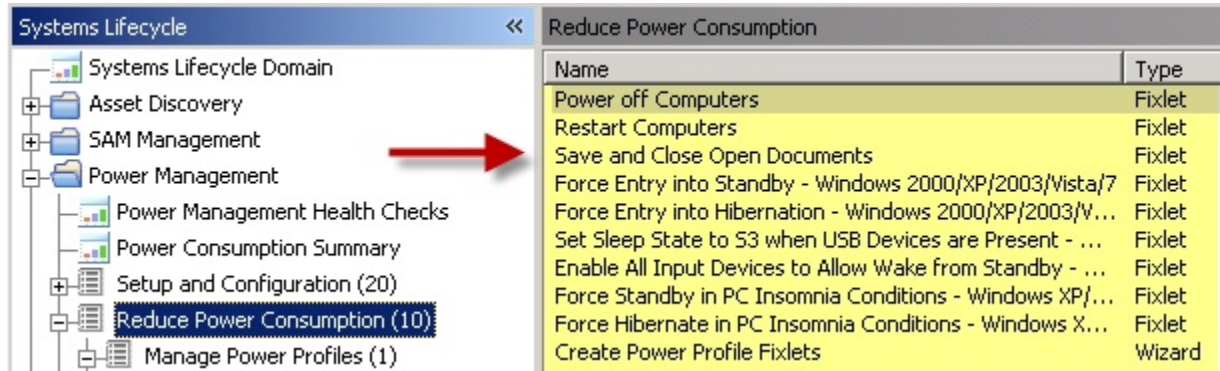 Systems Lifecycle «
Systems Lifecycle Domain
Asset Discovery
SAM Management
Power Management
Power Management Health Checks
Power Consumption Summary
Setup and Configuration (20)
Reduce Power Consumption (10)
Manage Power Profiles (1)
Reduce Power Consumption
Name Type
Power off Computers Fixlet
Restart Computers Fixlet
Save and Close Open Documents Fixlet
Force Entry into Standby - Windows 2000/XP/2003/Vista/7 Fixlet
Force Entry into Hibernation - Windows 2000/XP/2003/V... Fixlet
Set Sleep State to S3 when USB Devices are Present - ... Fixlet
Enable All Input Devices to Allow Wake from Standby - ... Fixlet
Force Standby in PC Insomnia Conditions - Windows XP/... Fixlet
Force Hibernate in PC Insomnia Conditions - Windows X... Fixlet
Create Power Profile Fixlets Wizard